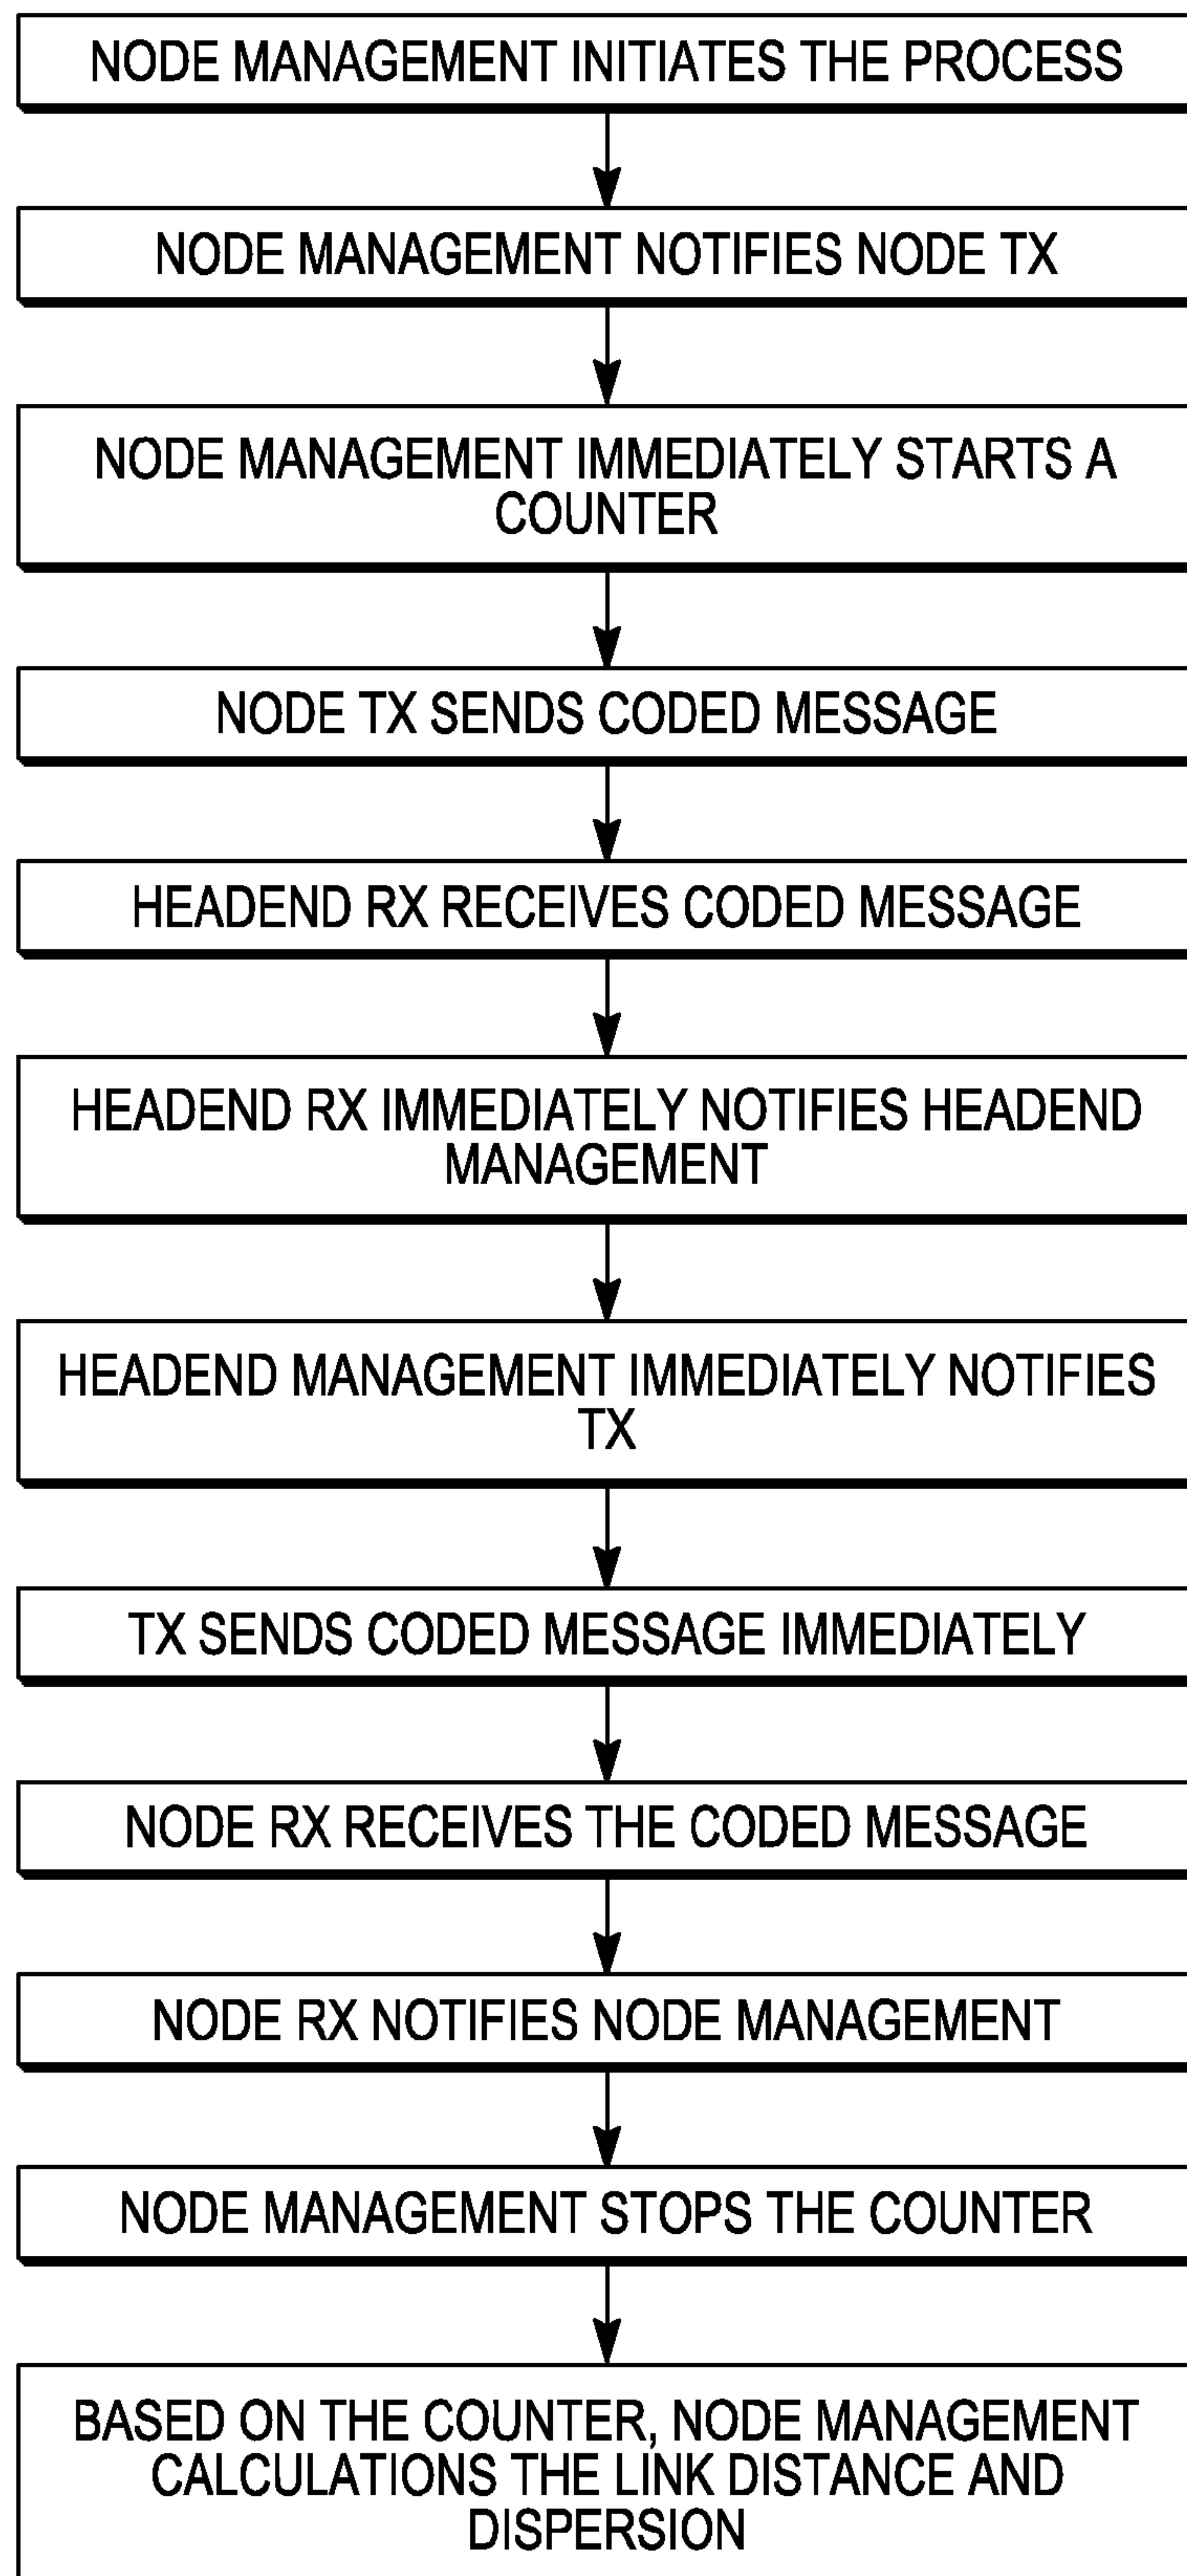 NODE MANAGEMENT INITIATES THE PROCESS
NODE MANAGEMENT NOTIFIES NODE TX
NODE MANAGEMENT IMMEDIATELY STARTS A
COUNTER
NODE TX SENDS CODED MESSAGE
HEADEND RX RECEIVES CODED MESSAGE
HEADEND RX IMMEDIATELY NOTIFIES HEADEND
MANAGEMENT
HEADEND MANAGEMENT IMMEDIATELY NOTIFIES
TX
TX SENDS CODED MESSAGE IMMEDIATELY
NODE RX RECEIVES THE CODED MESSAGE
NODE RX NOTIFIES NODE MANAGEMENT
NODE MANAGEMENT STOPS THE COUNTER
BASED ON THE COUNTER, NODE MANAGEMENT
CALCULATIONS THE LINK DISTANCE AND
DISPERSION